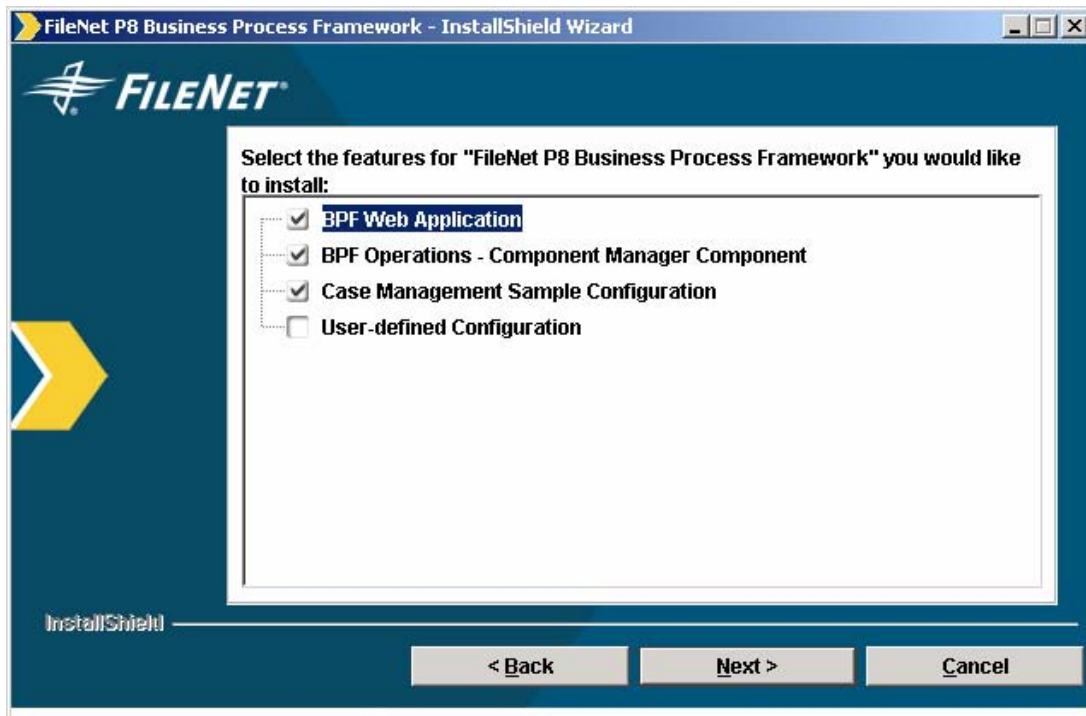 FileNet P8 Business Process Framework - InstallShield Wizard
FILENET®
Select the features for "FileNet P8 Business Process Framework" you would like
to install:
BPF Web Application
BPF Operations - Component Manager Component
Case Management Sample Configuration
User-defined Configuration
InstallShield
< Back Next > Cancel